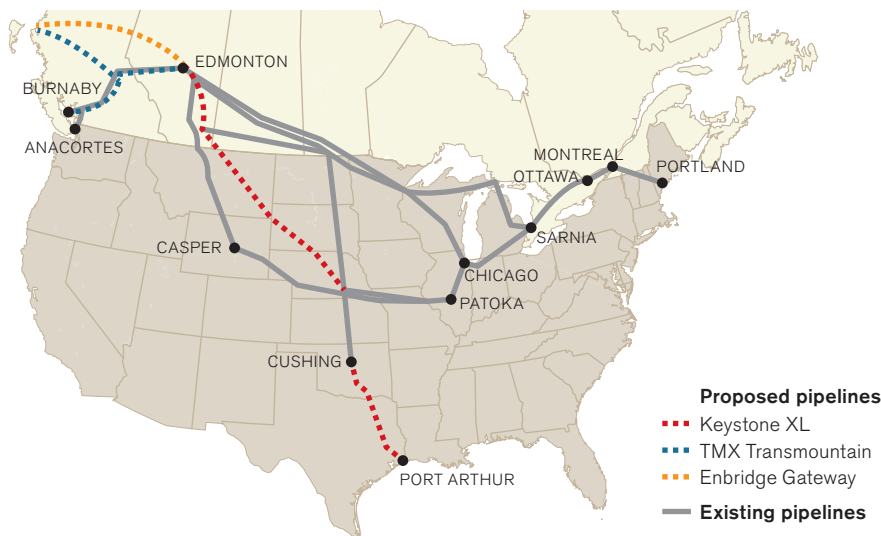 EDMONTON
BURNABY
ANACORTES
MONTREAL
OTTAWA
PORTLAND
SARNIA
CASPER
CHICAGO
PATOKA
CUSHING
PORT ARTHUR
Proposed pipelines
Keystone XL
TMX Transmountain
Enbridge Gateway
Existing pipelines